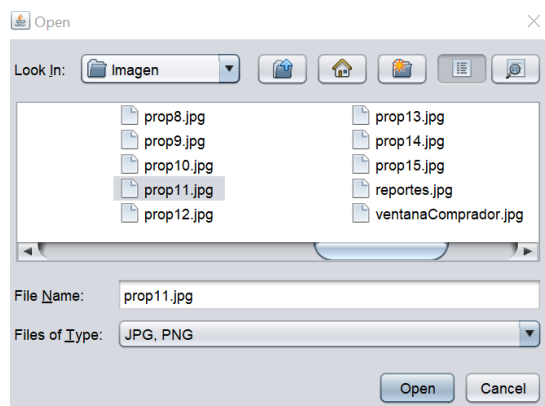 Open
Look In: Imagen
prop8.jpg
prop9.jpg
prop10.jpg
prop11.jpg
prop12.jpg
prop13.jpg
prop14.jpg
prop15.jpg
reportes.jpg
ventanaComprador.jpg
File Name: prop11.jpg
Files of Type: JPG, PNG
Open Cancel